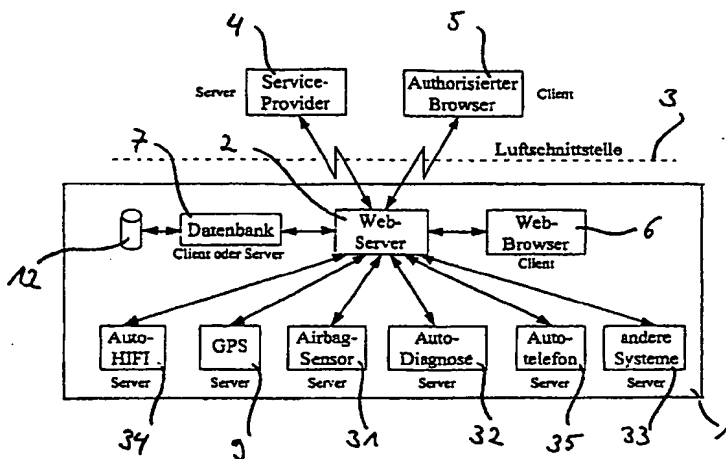 4
5
Server
Service-
Provider
Authorisierter
Browser
Client
3
7
2
Luftschnittstelle
Datenbank
Web-
Server
Web-
Browser
6
12
Client oder Server
Client
Auto-
HIFI
GPS
Airbag-
Sensor
Auto-
Diagnose
Auto-
telefon
andere
Systeme
Server
Server
Server
Server
Server
Server
34
9
31
32
35
33
1